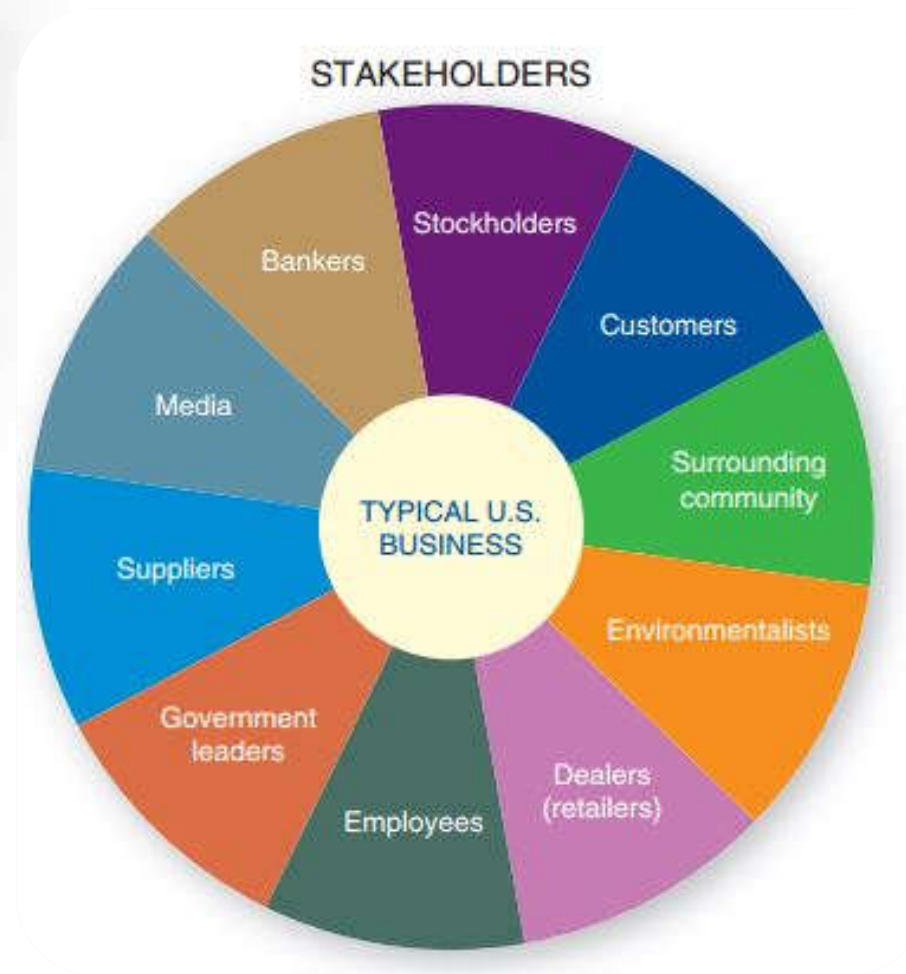 STAKEHOLDERS
Stockholders
Customers
Surrounding
community
Environmentalists
Dealers
(retailers)
Employees
Government
leaders
Suppliers
Media
Bankers
TYPICAL U.S.
BUSINESS